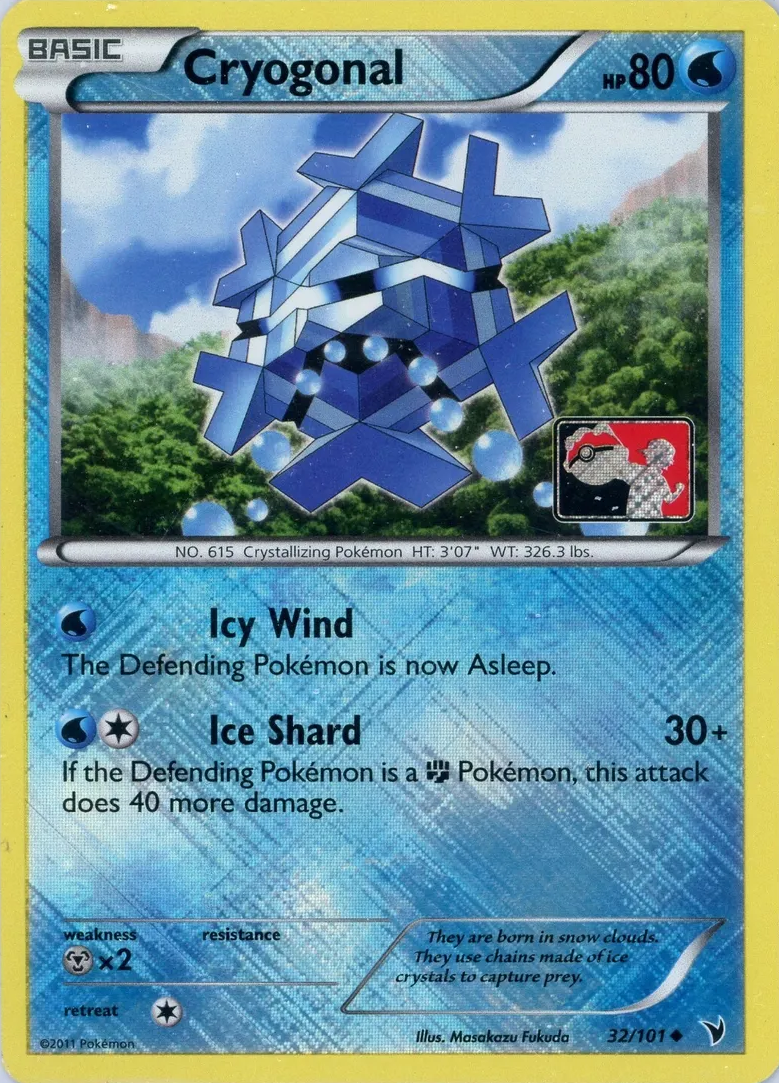 BASIC
Cryogonal
HP80
NO. 615 Crystallizing Pokémon HT: 3'07" WT: 326.3 lbs.
Icy Wind
The Defending Pokémon is now Asleep.
Ice Shard 30+
If the Defending Pokémon is a Pokémon, this attack
does 40 more damage.
weakness resistance
×2
They are born in snow clouds.
They use chains made of ice
crystals to capture prey.
retreat
©2011 Pokémon
Illus. Masakazu Fukuda 32/101